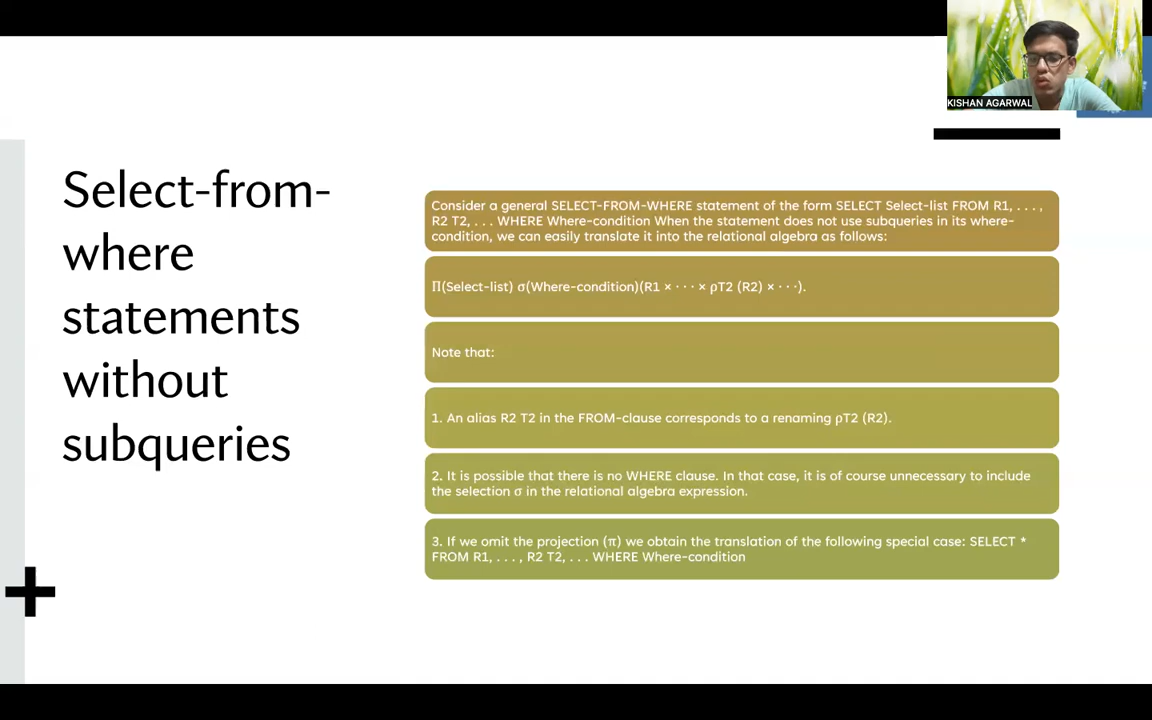 KISHAN AGARWAL
Select-from-
where
statements
without
subqueries
Consider a general SELECT-FROM-WHERE statement of the form SELECT Select-list FROM R1, . . . ,
R2 T2, . . . WHERE Where-condition When the statement does not use subqueries in its where-
condition, we can easily translate it into the relational algebra as follows:
Π(Select-list) σ(Where-condition)(R1 × · · · × ρT2 (R2) × · · ·).
Note that:
1. An alias R2 T2 in the FROM-clause corresponds to a renaming ρT2 (R2).
2. It is possible that there is no WHERE clause. In that case, it is of course unnecessary to include
the selection σ in the relational algebra expression.
3. If we omit the projection (π) we obtain the translation of the following special case: SELECT *
FROM R1, . . . , R2 T2, . . . WHERE Where-condition